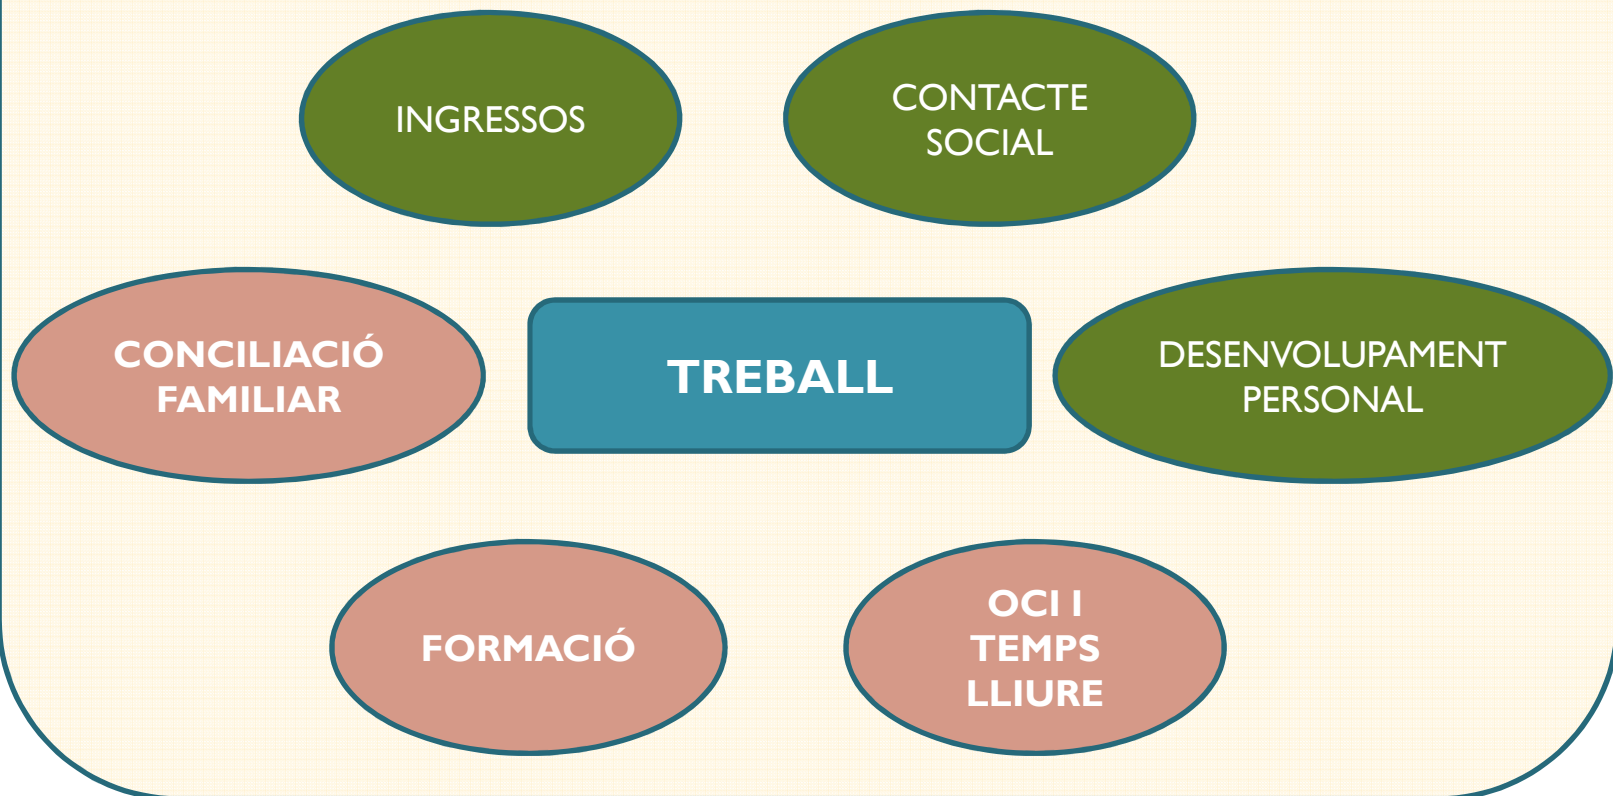 INGRESSOS
CONTACTE
SOCIAL
CONCILIACIÓ
FAMILIAR
TREBALL
DESENVOLUPAMENT
PERSONAL
FORMACIÓ
OCI I
TEMPS
LLIURE